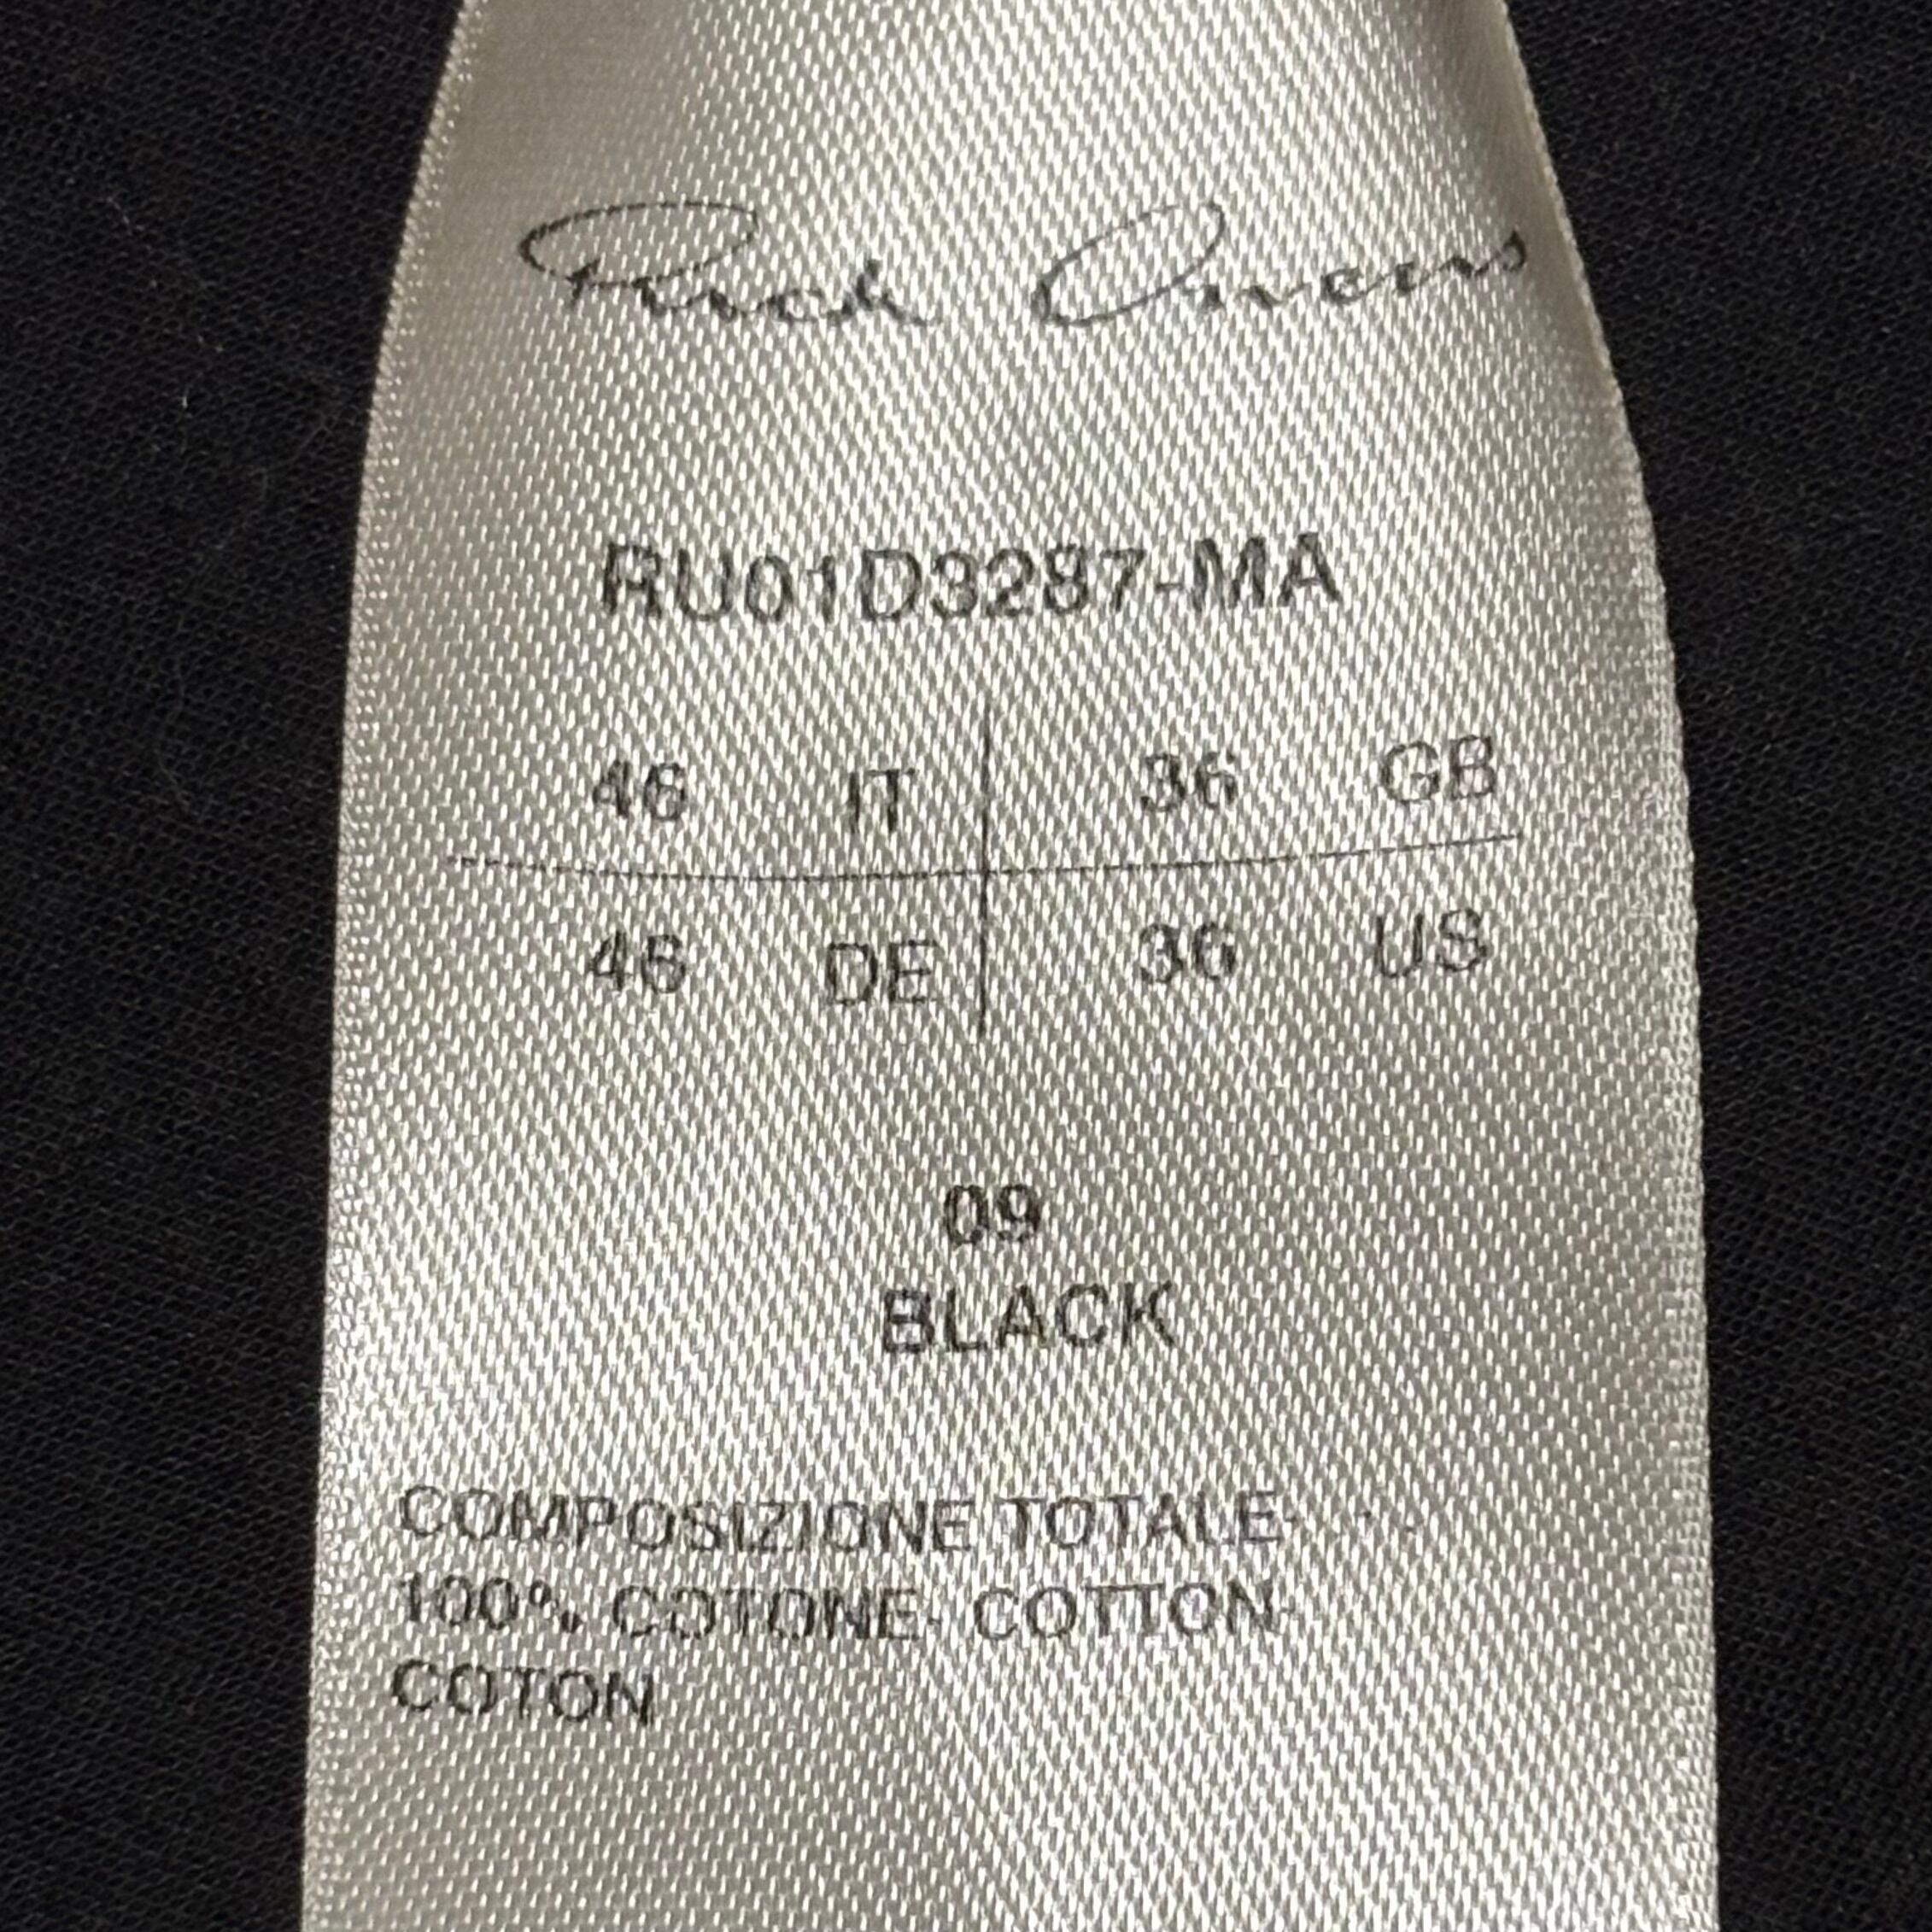 Rick Owens
RU01D3287-MA
46 IT 36 GB
46 DE 36 US
09
BLACK
COMPOSIZIONE TOTALE-
100% COTONE- COTTON-
COTON